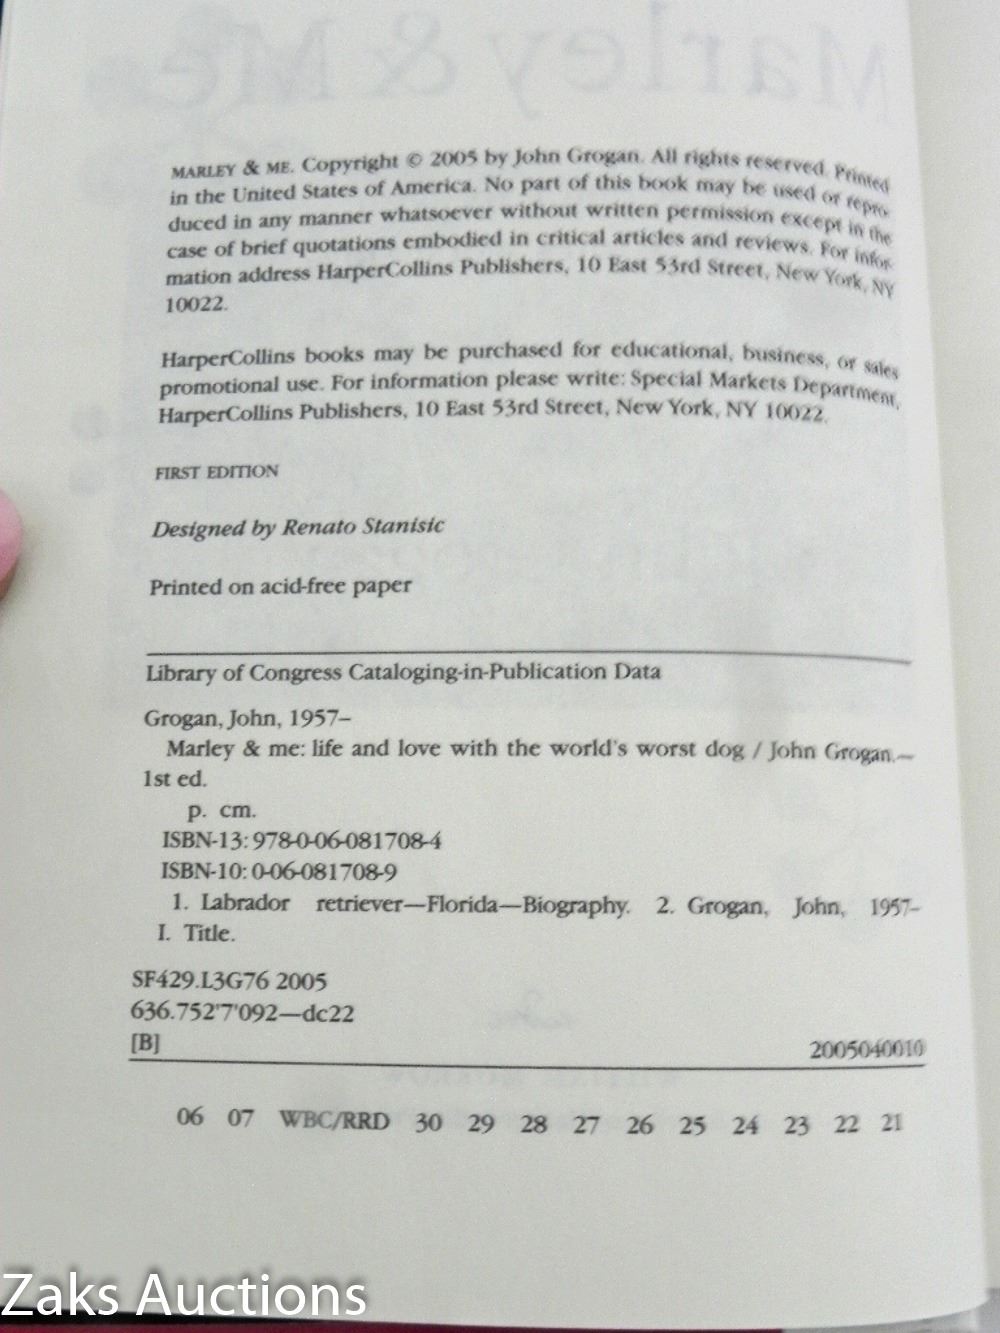 Marley & Me
MARLEY & ME. Copyright © 2005 by John Grogan. All rights reserved. Printed
in the United States of America. No part of this book may be used or repro-
duced in any manner whatsoever without written permission except in the
case of brief quotations embodied in critical articles and reviews. For infor-
mation address HarperCollins Publishers, 10 East 53rd Street, New York, NY
10022.
HarperCollins books may be purchased for educational, business, or sales
promotional use. For information please write: Special Markets Department,
HarperCollins Publishers, 10 East 53rd Street, New York, NY 10022.
FIRST EDITION
Designed by Renato Stanisic
Printed on acid-free paper
Library of Congress Cataloging-in-Publication Data
Grogan, John, 1957–
Marley & me: life and love with the world's worst dog / John Grogan.—
1st ed.
p. cm.
ISBN-13: 978-0-06-081708-4
ISBN-10: 0-06-081708-9
1. Labrador retriever—Florida—Biography. 2. Grogan, John, 1957–
I. Title.
SF429.L3G76 2005
636.752'7'092—dc22
[B]
2005040010
06 07 WBC/RRD 30 29 28 27 26 25 24 23 22 21
Zaks Auctions